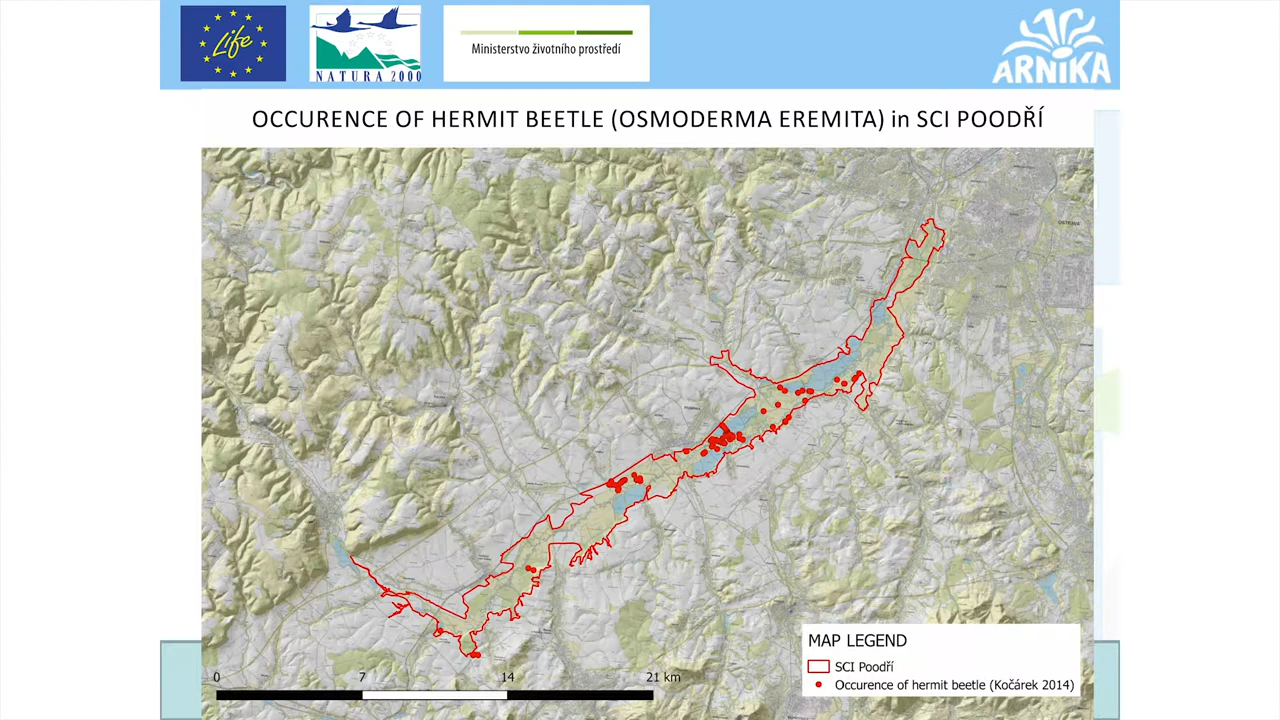 Life
NATURA 2000
Ministerstvo životního prostředí
ARNIKA
OCCURENCE OF HERMIT BEETLE (OSMODERMA EREMITA) in SCI POODŘÍ
OSTRAVA
MAP LEGEND
SCI Poodří
Occurence of hermit beetle (Kočárek 2014)
0 7 14 21 km